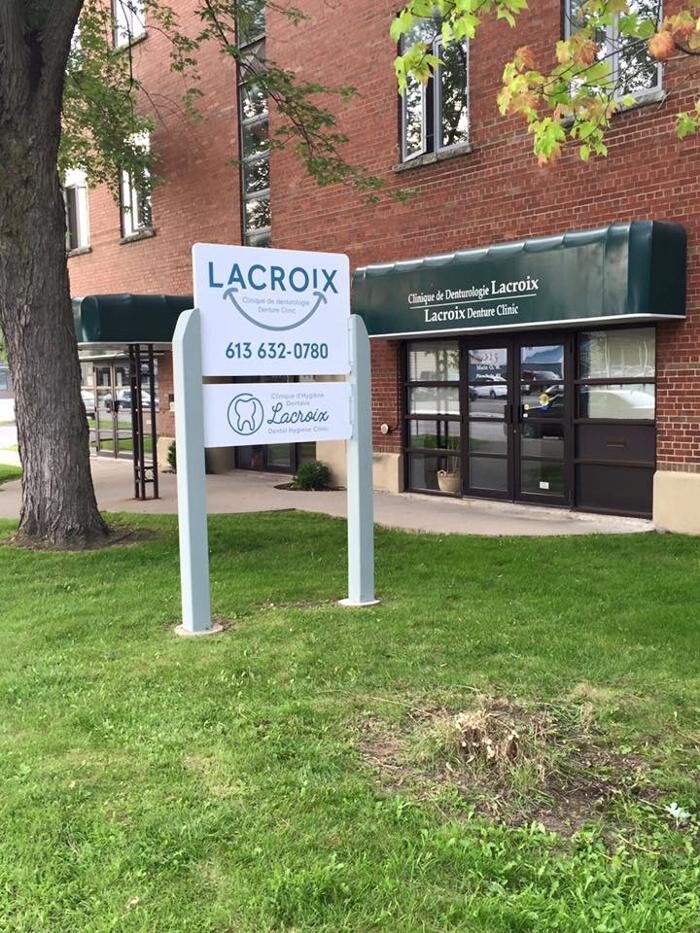 LACROIX
Clinique de denturologie
Denture Clinic
613 632-0780
Clinique d'Hygiène
Dentaire
Lacroix
Dental Hygiene Clinic
Clinique de Denturologie Lacroix
Lacroix Denture Clinic
Main O. W.